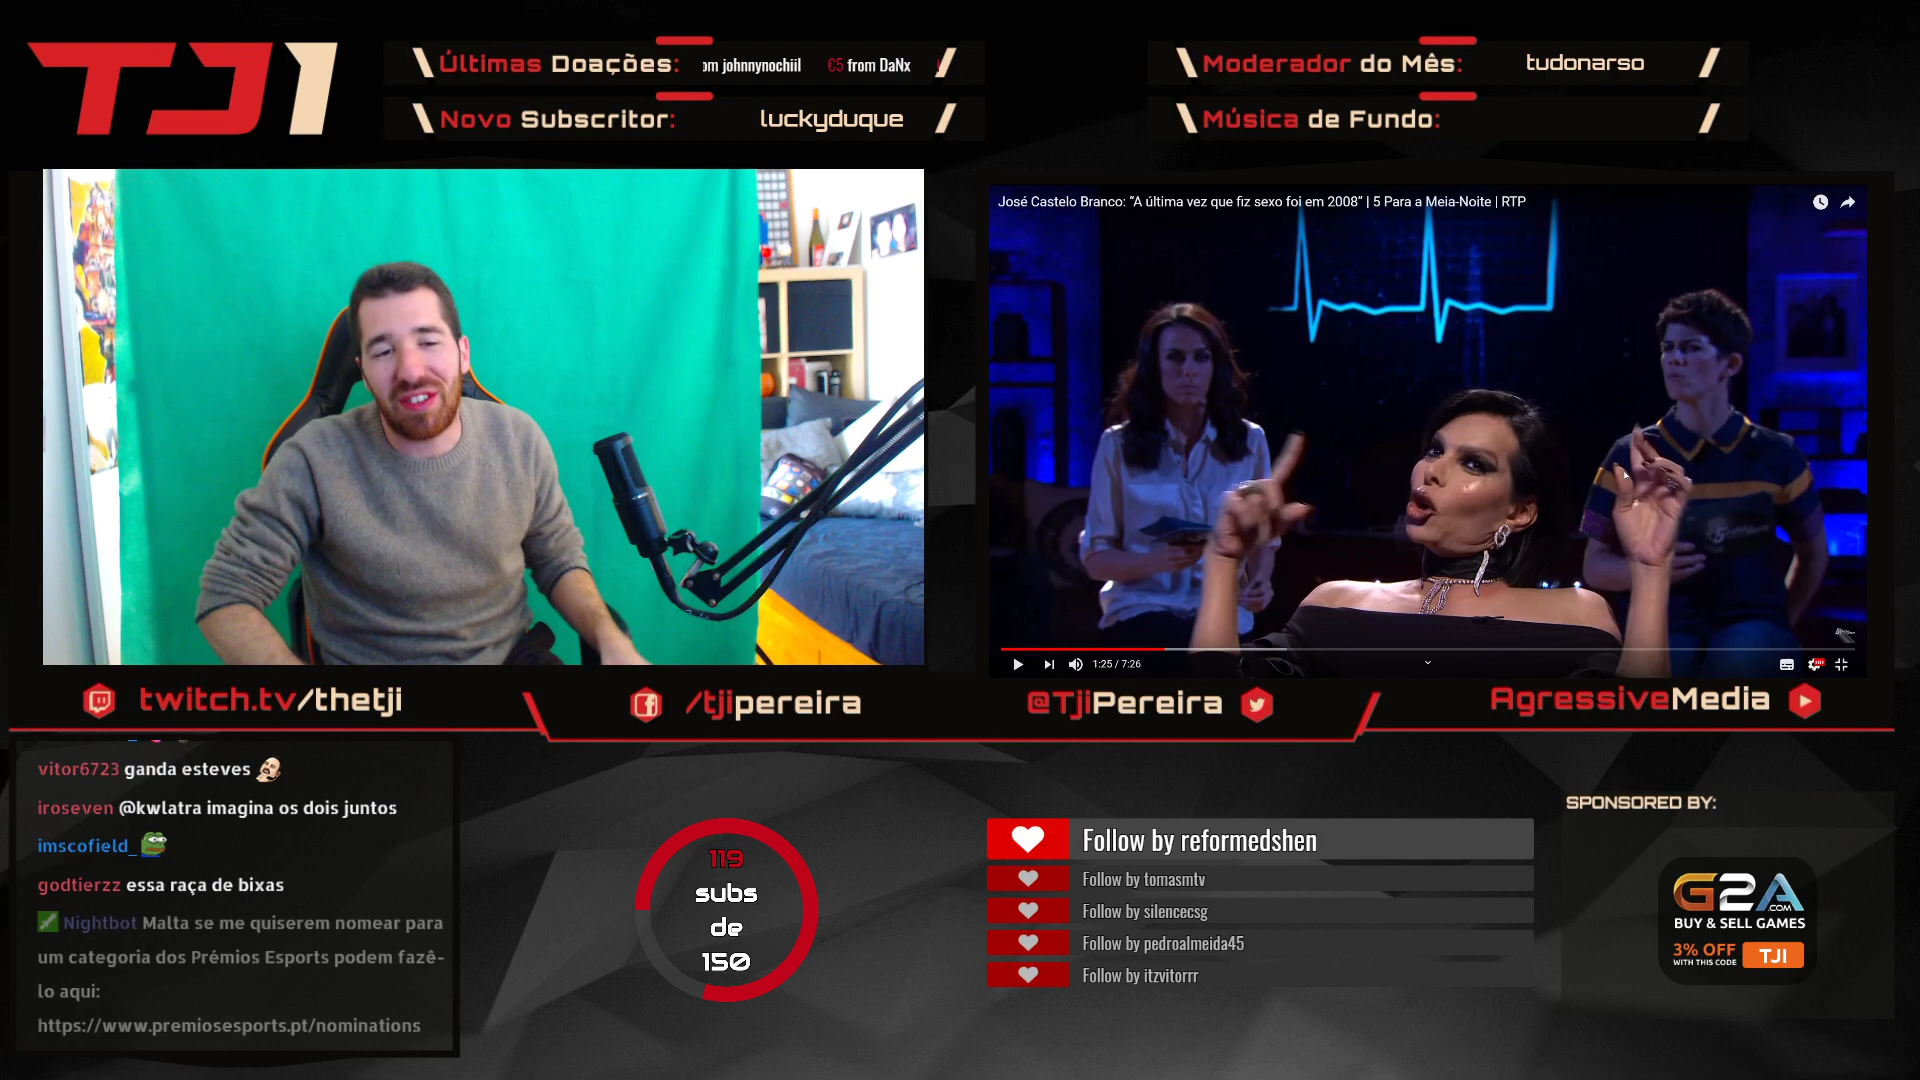 TJI
Últimas Doações:
om johnnynochiil €5 from DaNx
Novo Subscritor:
luckyduque
Moderador do Mês:
tudonarso
Música de Fundo:
José Castelo Branco: “A última vez que fiz sexo foi em 2008” | 5 Para a Meia-Noite | RTP
1:25 / 7:26
twitch.tv/thetji
/tjipereira
@TjiPereira
AgressiveMedia
vitor6723 ganda esteves
iroseven @kwlatra imagina os dois juntos
imscofield_
godtierzz essa raça de bixas
Nightbot Malta se me quiserem nomear para
um categoria dos Prémios Esports podem fazê-
lo aqui:
https://www.premiosesports.pt/nominations
119
subs
de
150
Follow by reformedshen
Follow by tomasmtv
Follow by silencecsg
Follow by pedroalmeida45
Follow by itzvitorrr
SPONSORED BY:
G2A
.COM
BUY & SELL GAMES
3% OFF
WITH THIS CODE
TJI